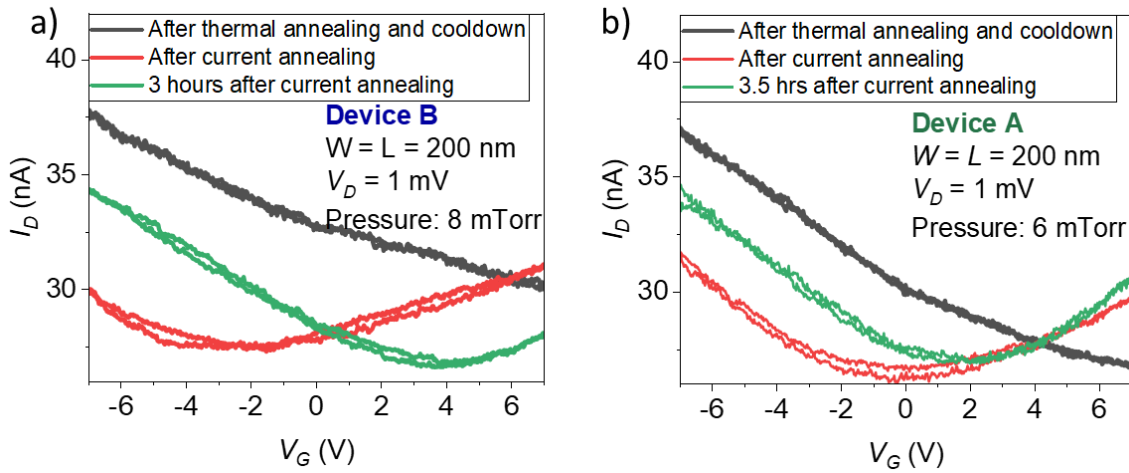 a)
After thermal annealing and cooldown
After current annealing
3 hours after current annealing
Device B
W = L = 200 nm
V_D = 1 mV
Pressure: 8 mTorr
40
35
30
I_D (nA)
-6 -4 -2 0 2 4 6
V_G (V)
b)
After thermal annealing and cooldown
After current annealing
3.5 hrs after current annealing
Device A
W = L = 200 nm
V_D = 1 mV
Pressure: 6 mTorr
40
35
30
I_D (nA)
-6 -4 -2 0 2 4 6
V_G (V)